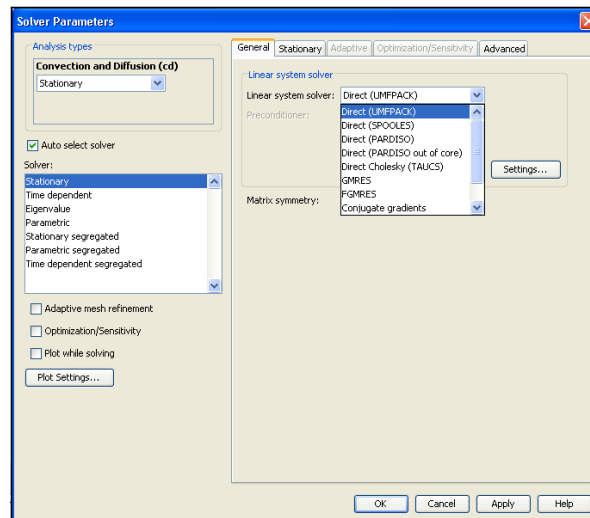 Solver Parameters
Analysis types
Convection and Diffusion (cd)
Stationary
Auto select solver
Solver:
Stationary
Time dependent
Eigenvalue
Parametric
Stationary segregated
Parametric segregated
Time dependent segregated
Adaptive mesh refinement
Optimization/Sensitivity
Plot while solving
Plot Settings...
General Stationary Adaptive Optimization/Sensitivity Advanced
Linear system solver
Linear system solver: Direct (UMFPACK)
Preconditioner:
Direct (UMFPACK)
Direct (SPOOLES)
Direct (PARDISO)
Direct (PARDISO out of core)
Direct Cholesky (TAUCS)
GMRES
FGMRES
Conjugate gradients
Settings...
Matrix symmetry:
OK Cancel Apply Help